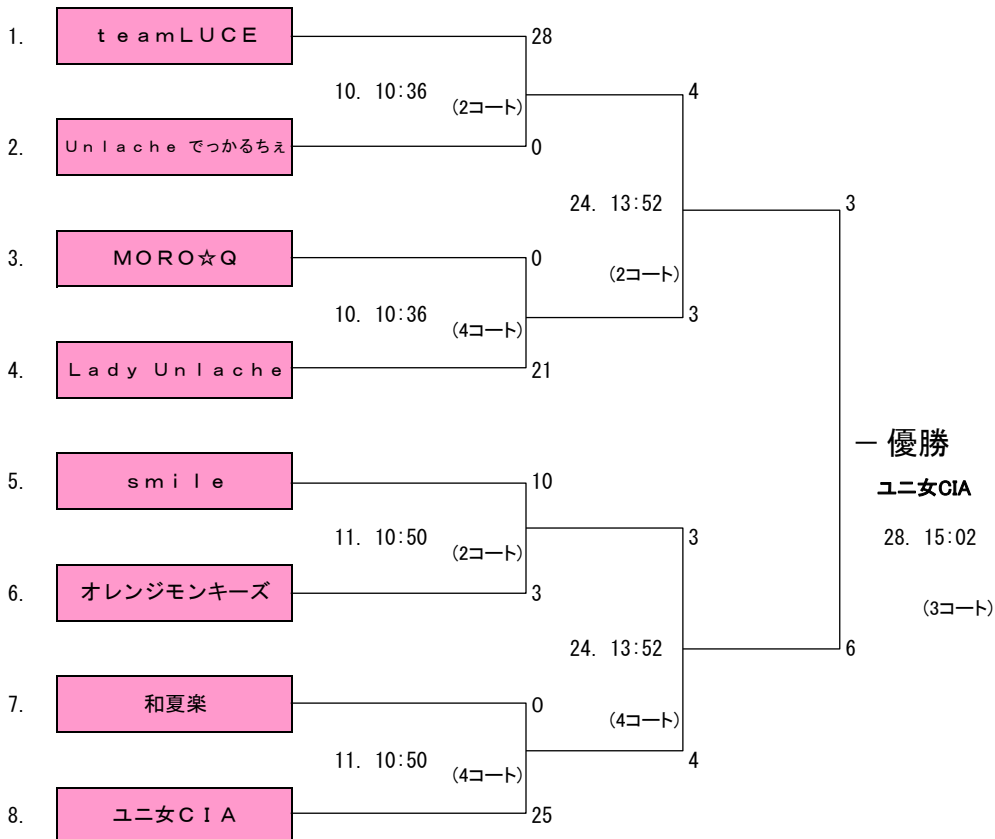 1. ｔｅａｍＬＵＣＥ 28
10. 10:36 (2コート) 4
2. Ｕｎｌａｃｈｅ でっかるちぇ 0
24. 13:52 3
3. ＭＯＲＯ☆Ｑ 0
(2コート)
10. 10:36 (4コート) 3
4. Ｌａｄｙ Ｕｎｌａｃｈｅ 21
― 優勝
5. ｓｍｉｌｅ 10
ユニ女CIA
11. 10:50 (2コート) 3 28. 15:02
6. オレンジモンキーズ 3
(3コート)
24. 13:52 6
7. 和夏楽 0
(4コート)
11. 10:50 (4コート) 4
8. ユニ女ＣＩＡ 25